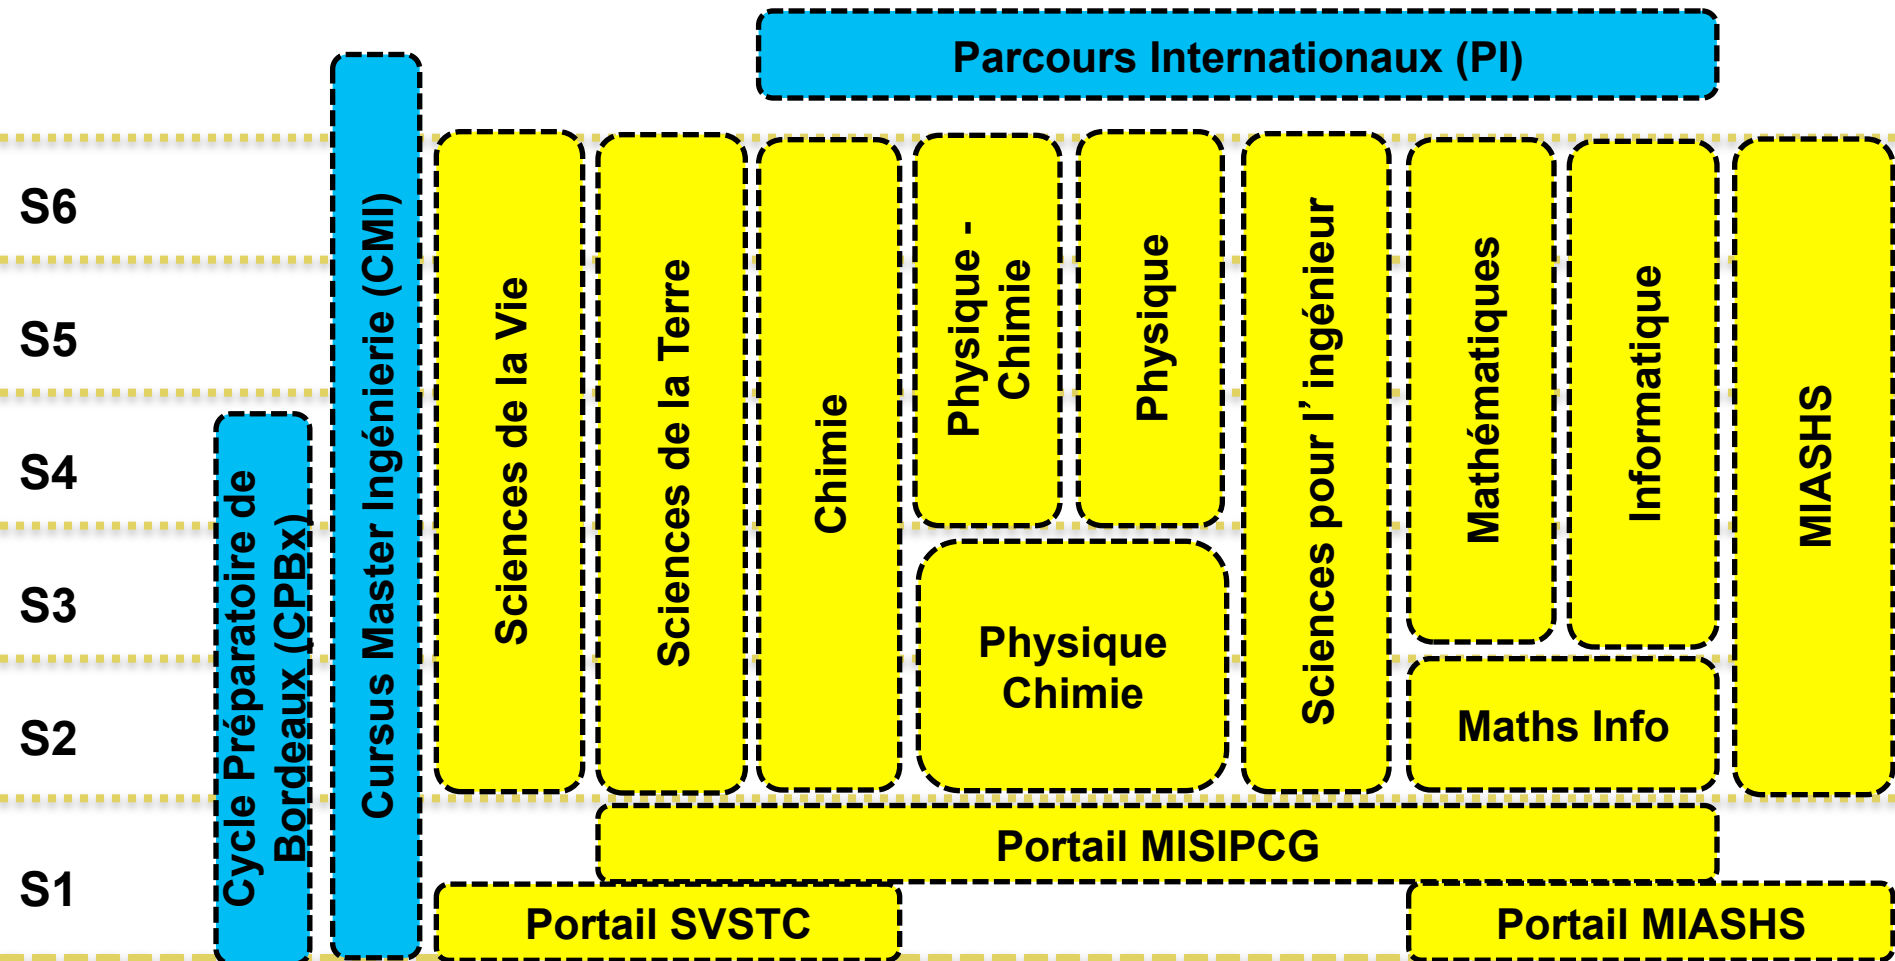 Parcours Internationaux (PI)
S6
S5
S4
S3
S2
S1
Cycle Préparatoire de
Bordeaux (CPBx)
Cursus Master Ingénierie (CMI)
Sciences de la Vie
Sciences de la Terre
Chimie
Physique -
Chimie
Physique
Sciences pour l’ ingénieur
Mathématiques
Informatique
MIASHS
Physique
Chimie
Maths Info
Portail MISIPCG
Portail SVSTC
Portail MIASHS